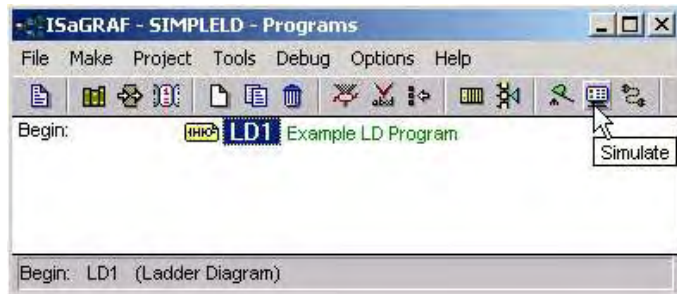 ISaGRAF - SIMPLELD - Programs
File Make Project Tools Debug Options Help
Begin: LD1 Example LD Program
Simulate
Begin: LD1 (Ladder Diagram)